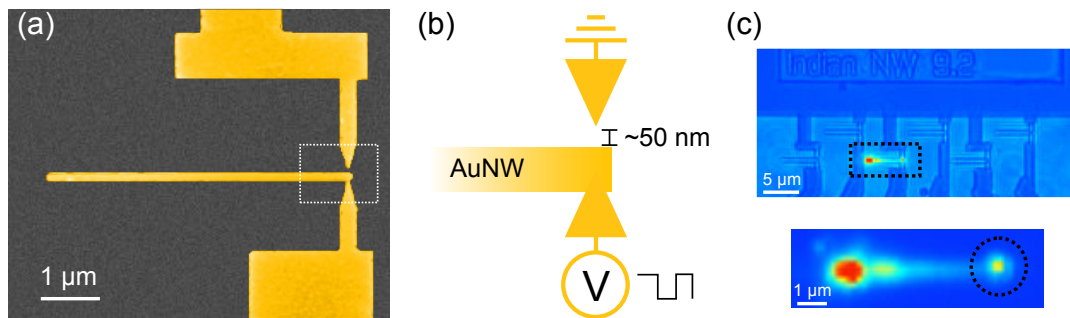 (a)
1 µm
(b)
~50 nm
AuNW
V
(c)
Indian NW 9.2
5 µm
1 µm